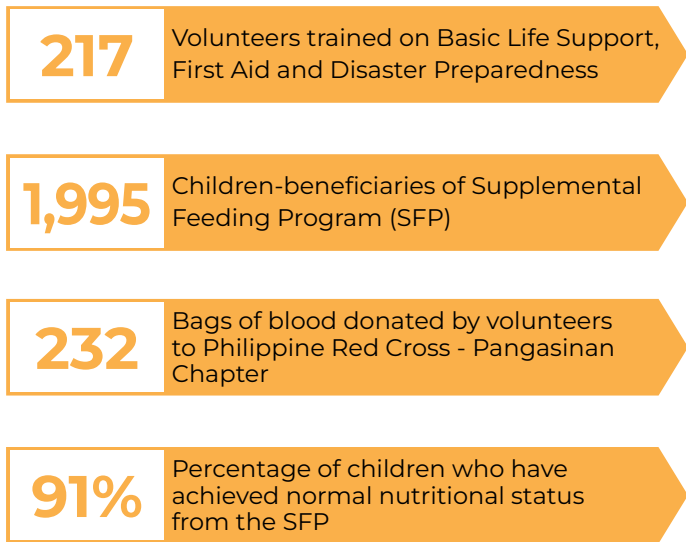 217
Volunteers trained on Basic Life Support,
First Aid and Disaster Preparedness
1,995
Children-beneficiaries of Supplemental
Feeding Program (SFP)
232
Bags of blood donated by volunteers
to Philippine Red Cross - Pangasinan
Chapter
91%
Percentage of children who have
achieved normal nutritional status
from the SFP